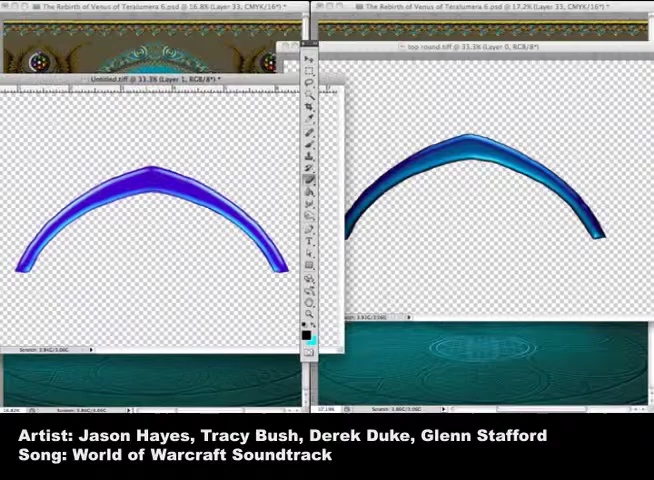 The Rebirth of Venus of Teralumera 6.psd @ 16.8% (Layer 33, CMYK/16*) *
The Rebirth of Venus of Teralumera 6.psd @ 17.2% (Layer 33, CMYK/16*) *
top round.tiff @ 33.3% (Layer 0, RGB/8*)
Untitled.tiff @ 33.3% (Layer 1, RGB/8*) *
Artist: Jason Hayes, Tracy Bush, Derek Duke, Glenn Stafford
Song: World of Warcraft Soundtrack